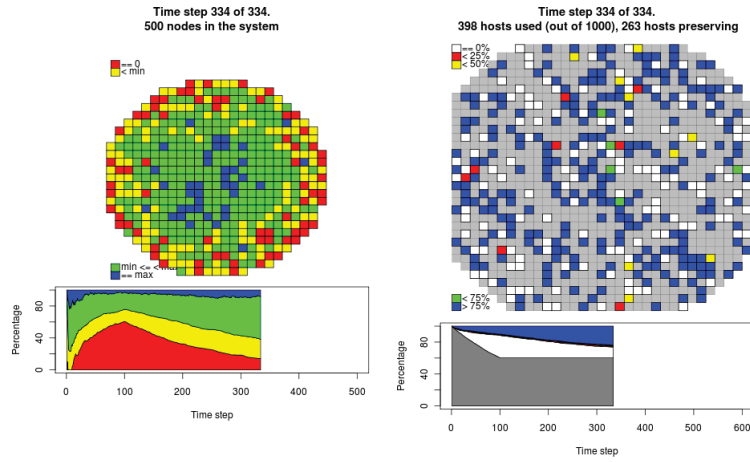 Time step 334 of 334.
500 nodes in the system
== 0
< min
min <= < max
== max
80
40
0
Percentage
0 100 200 300 400 500
Time step
Time step 334 of 334.
398 hosts used (out of 1000), 263 hosts preserving
== 0%
< 25%
< 50%
< 75%
> 75%
80
40
0
Percentage
0 100 200 300 400 500 600
Time step